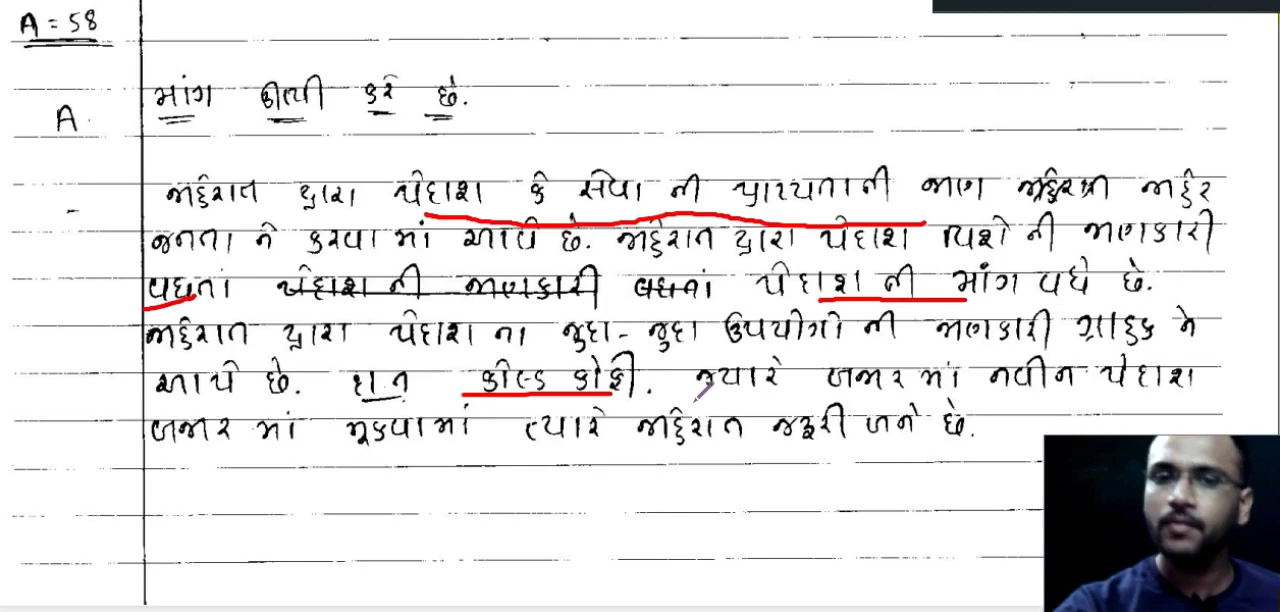 A = 58
માંગ ઊભી કરે છે.
A.
જાહેરાત દ્વારા પેદાશ કે સેવા ની પ્રાપ્યતાની જાણ જાહેર
જનતા ને કરવા માં આવે છે. જાહેરાત દ્વારા પેદાશ વિશે ની જાણકારી
વધતાં પેદાશ ની જાણકારી વધતાં પેદાશ ની માંગ વધે છે.
જાહેરાત દ્વારા પેદાશ ના જુદા - જુદા ઉપયોગો ની જાણકારી ગ્રાહક ને
આપે છે. દા.ત કોલ્ડ કોફી. જ્યારે બજાર માં નવીન પેદાશ
બજાર માં મૂકવામાં ત્યારે જાહેરાત જરૂરી બને છે.